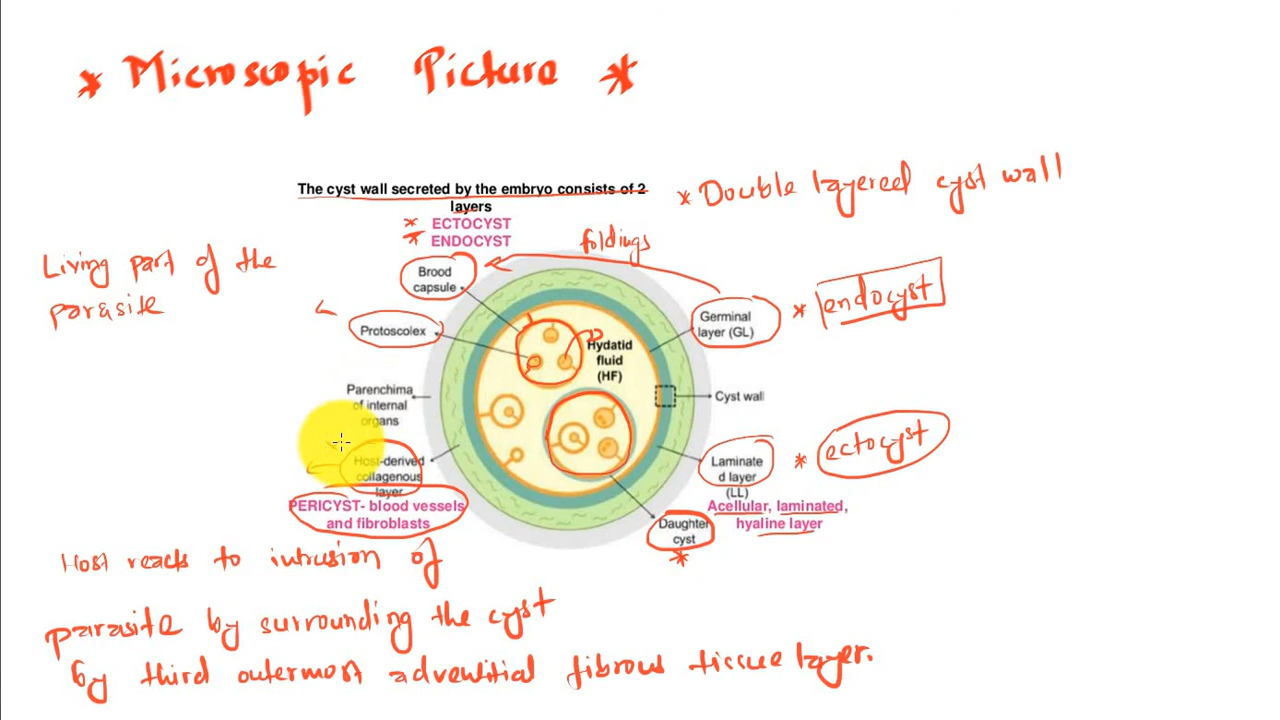 * Microscopic Picture *
The cyst wall secreted by the embryo consists of 2
layers
* ECTOCYST
* ENDOCYST
* Double layered cyst wall
foldings
Living part of the
parasite
Brood
capsule
Protoscolex
Germinal
layer (GL)
* endocyst
Hydatid
fluid
(HF)
Parenchima
of internal
organs
Cyst wall
Host-derived
collagenous
layer
Laminate
d layer
(LL)
* ectocyst
PERICYST- blood vessels
and fibroblasts
Acellular, laminated,
hyaline layer
Daughter
cyst
*
Host reacts to intrusion of
parasite by surrounding the cyst
by third outermost adventitial fibrous tissue layer.